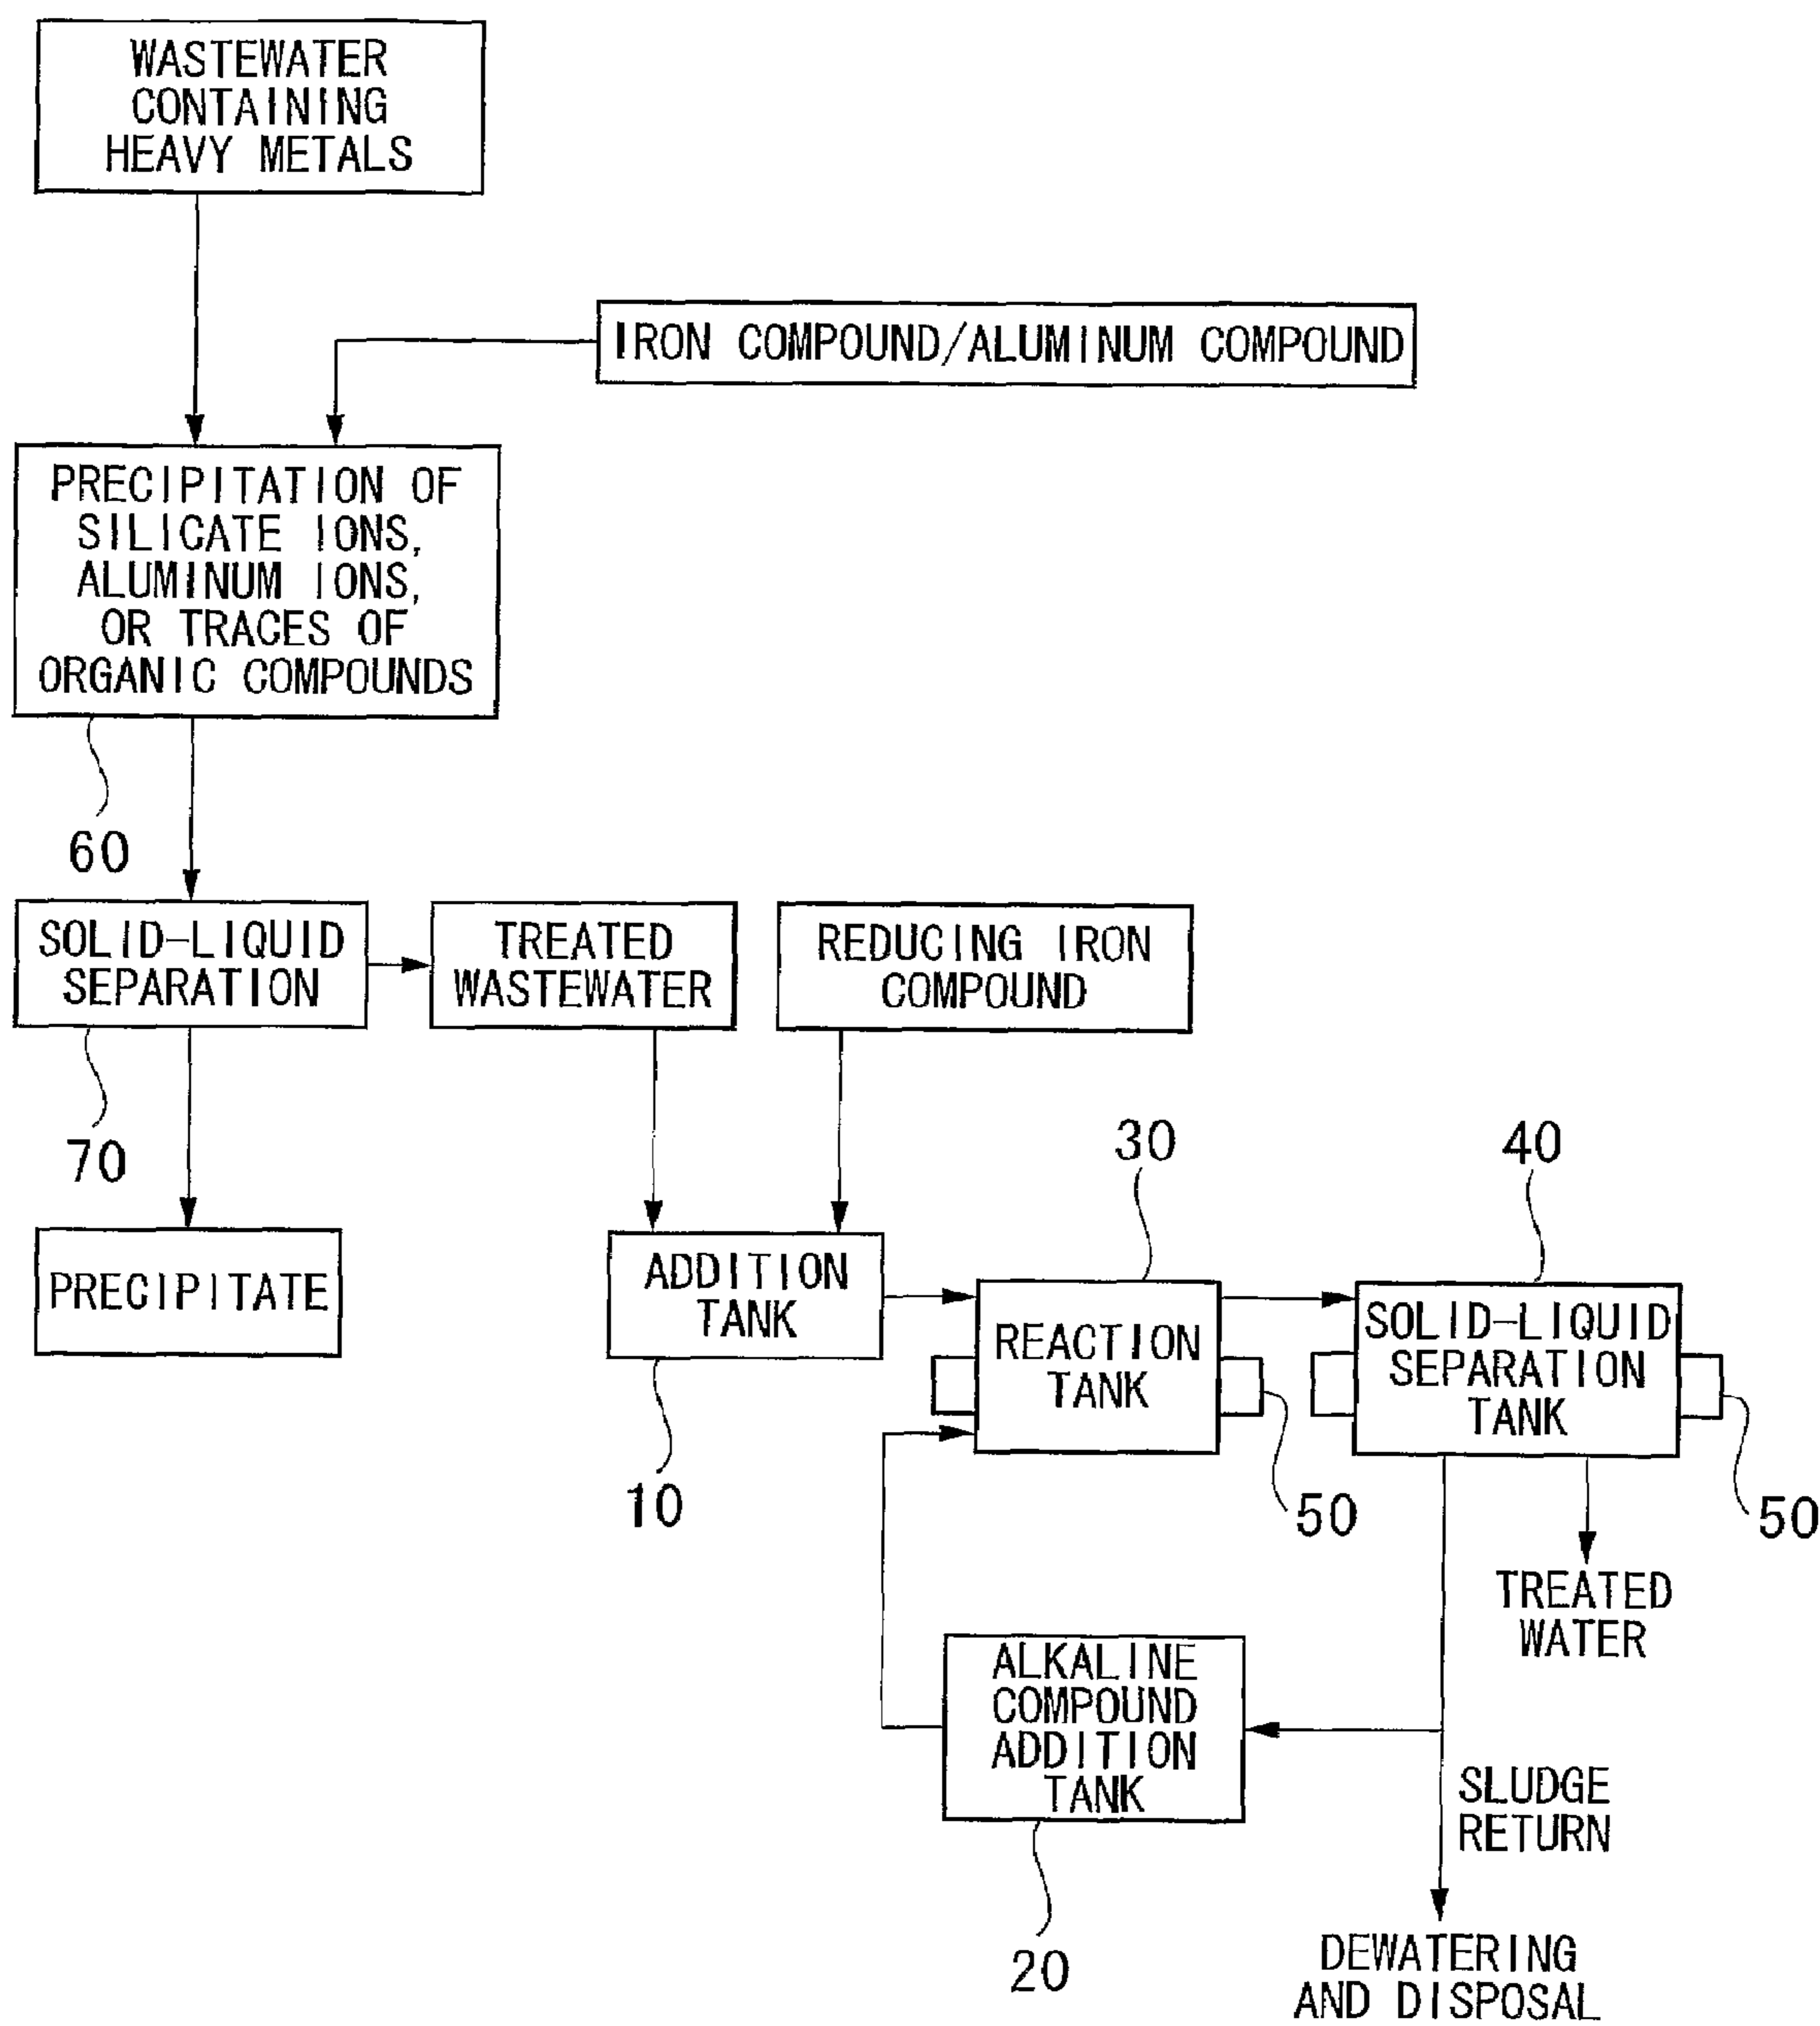 WASTEWATER
CONTAINING
HEAVY METALS
IRON COMPOUND/ALUMINUM COMPOUND
PRECIPITATION OF
SILICATE IONS,
ALUMINUM IONS,
OR TRACES OF
ORGANIC COMPOUNDS
60
SOLID-LIQUID
SEPARATION
TREATED
WASTEWATER
REDUCING IRON
COMPOUND
70
30
40
PRECIPITATE
ADDITION
TANK
REACTION
TANK
SOLID-LIQUID
SEPARATION
TANK
10
50
50
TREATED
WATER
ALKALINE
COMPOUND
ADDITION
TANK
SLUDGE
RETURN
20
DEWATERING
AND DISPOSAL